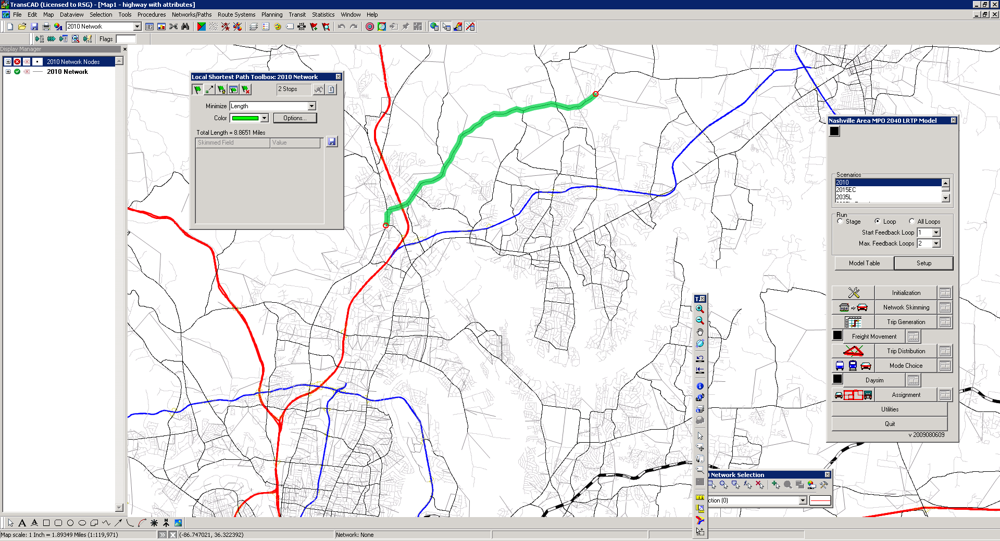 TransCAD (Licensed to RSG) - [Map1 - highway with attributes]
File Edit Map Dataview Selection Tools Procedures Networks/Paths Route Systems Planning Transit Statistics Window Help
2010 Network
Flags
Display Manager
2010 Network Nodes
2010 Network
Local Shortest Path Toolbox: 2010 Network
2 Stops
Minimize Length
Color Options...
Total Length = 8.8651 Miles
Skimmed Field Value
Nashville Area MPO 2040 LRTP Model
Scenarios
2010
2015EC
2035L
Run
Stage Loop All Loops
Start Feedback Loop 1
Max. Feedback Loops 2
Model Table Setup
Initialization
Network Skimming
Trip Generation
Freight Movement
Trip Distribution
Mode Choice
Daysim
Assignment
Utilities
Quit
v 2009080609
Network Selection
ction (0)
Map scale: 1 Inch = 1.89349 Miles (1:119,971) (-86.747021, 36.322392) Network: None